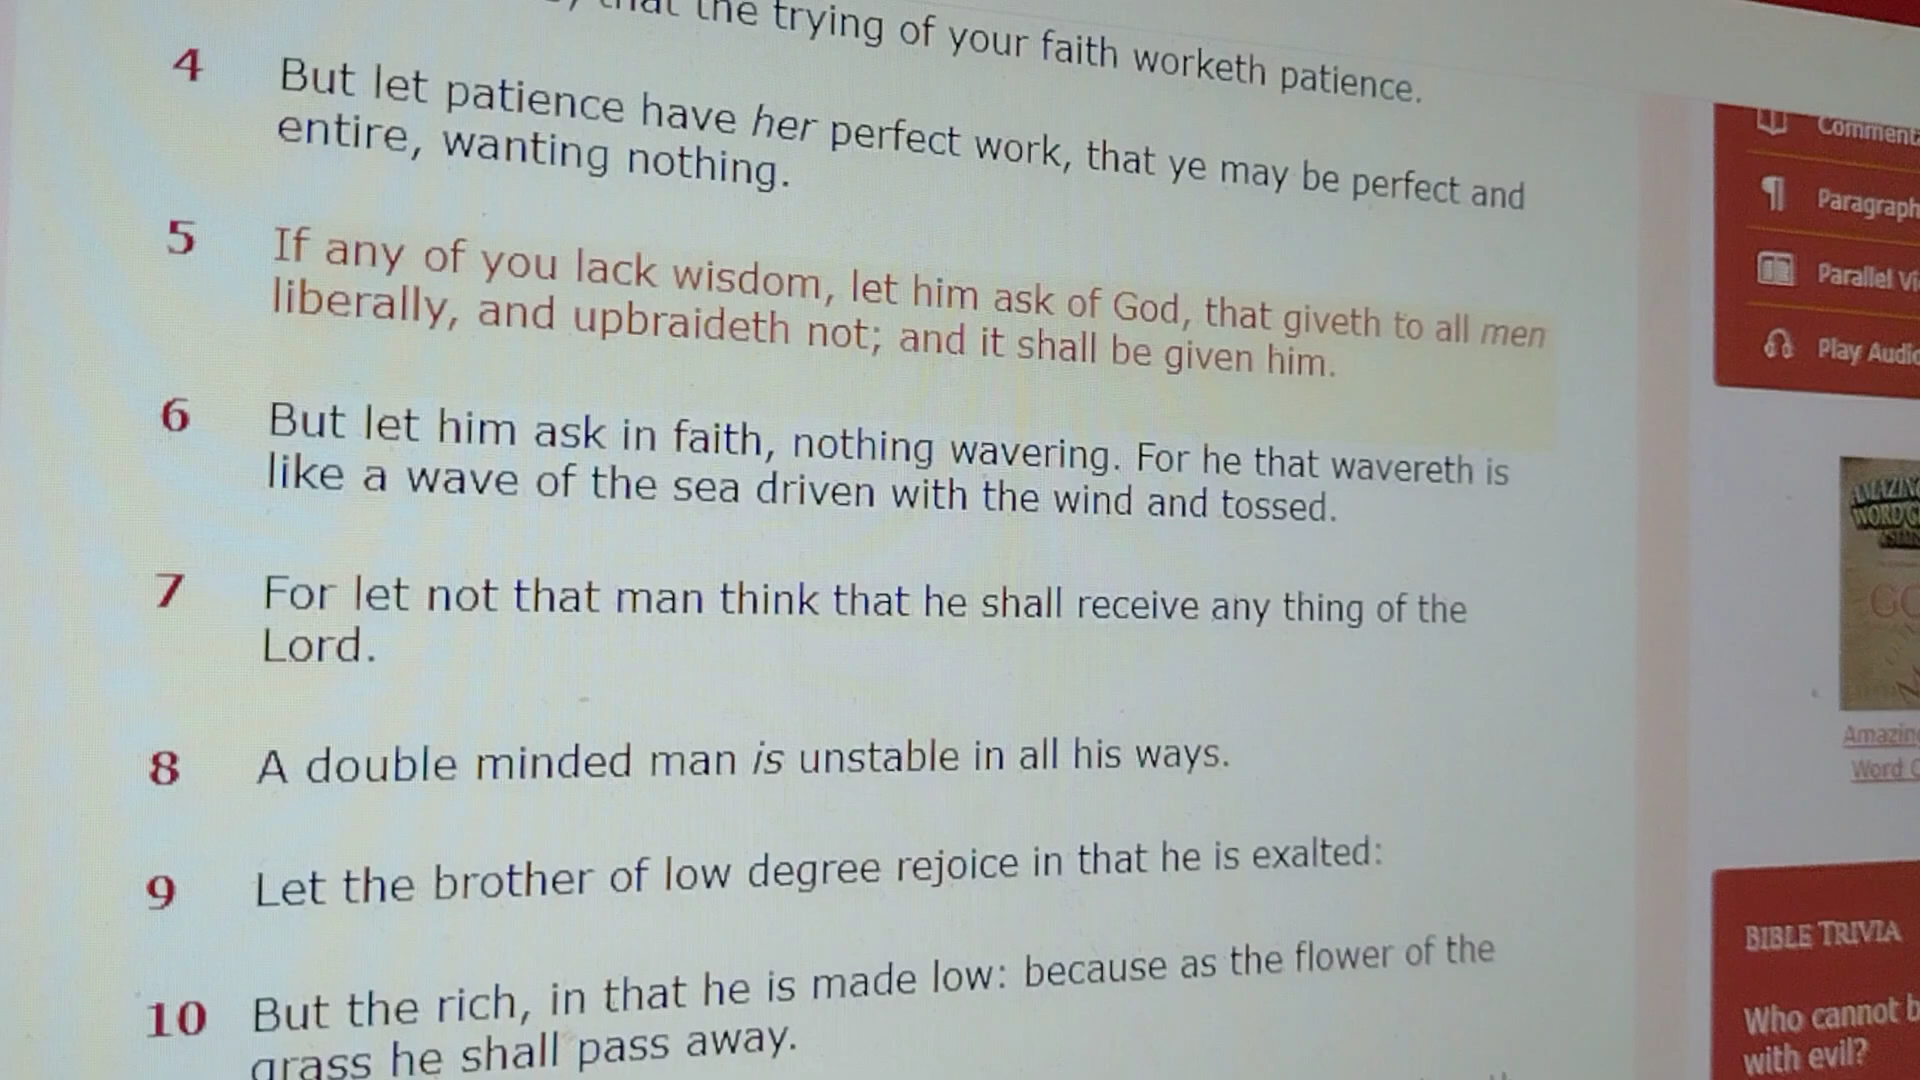 the trying of your faith worketh patience.
4 But let patience have her perfect work, that ye may be perfect and
entire, wanting nothing.
5 If any of you lack wisdom, let him ask of God, that giveth to all men
liberally, and upbraideth not; and it shall be given him.
6 But let him ask in faith, nothing wavering. For he that wavereth is
like a wave of the sea driven with the wind and tossed.
7 For let not that man think that he shall receive any thing of the
Lord.
8 A double minded man is unstable in all his ways.
9 Let the brother of low degree rejoice in that he is exalted:
10 But the rich, in that he is made low: because as the flower of the
grass he shall pass away.
Paragraph
Parallel
Play
BIBLE TRIVIA
Who cannot
with evil?